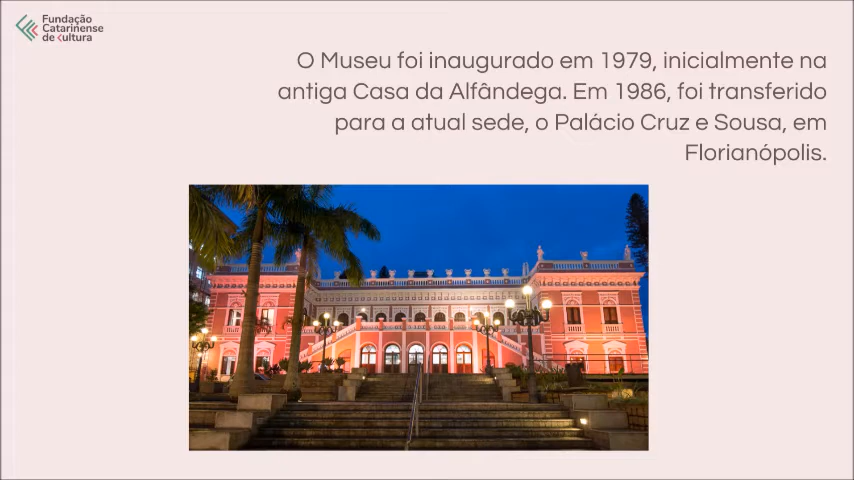 Fundação
Catarinense
de Cultura
O Museu foi inaugurado em 1979, inicialmente na
antiga Casa da Alfândega. Em 1986, foi transferido
para a atual sede, o Palácio Cruz e Sousa, em
Florianópolis.